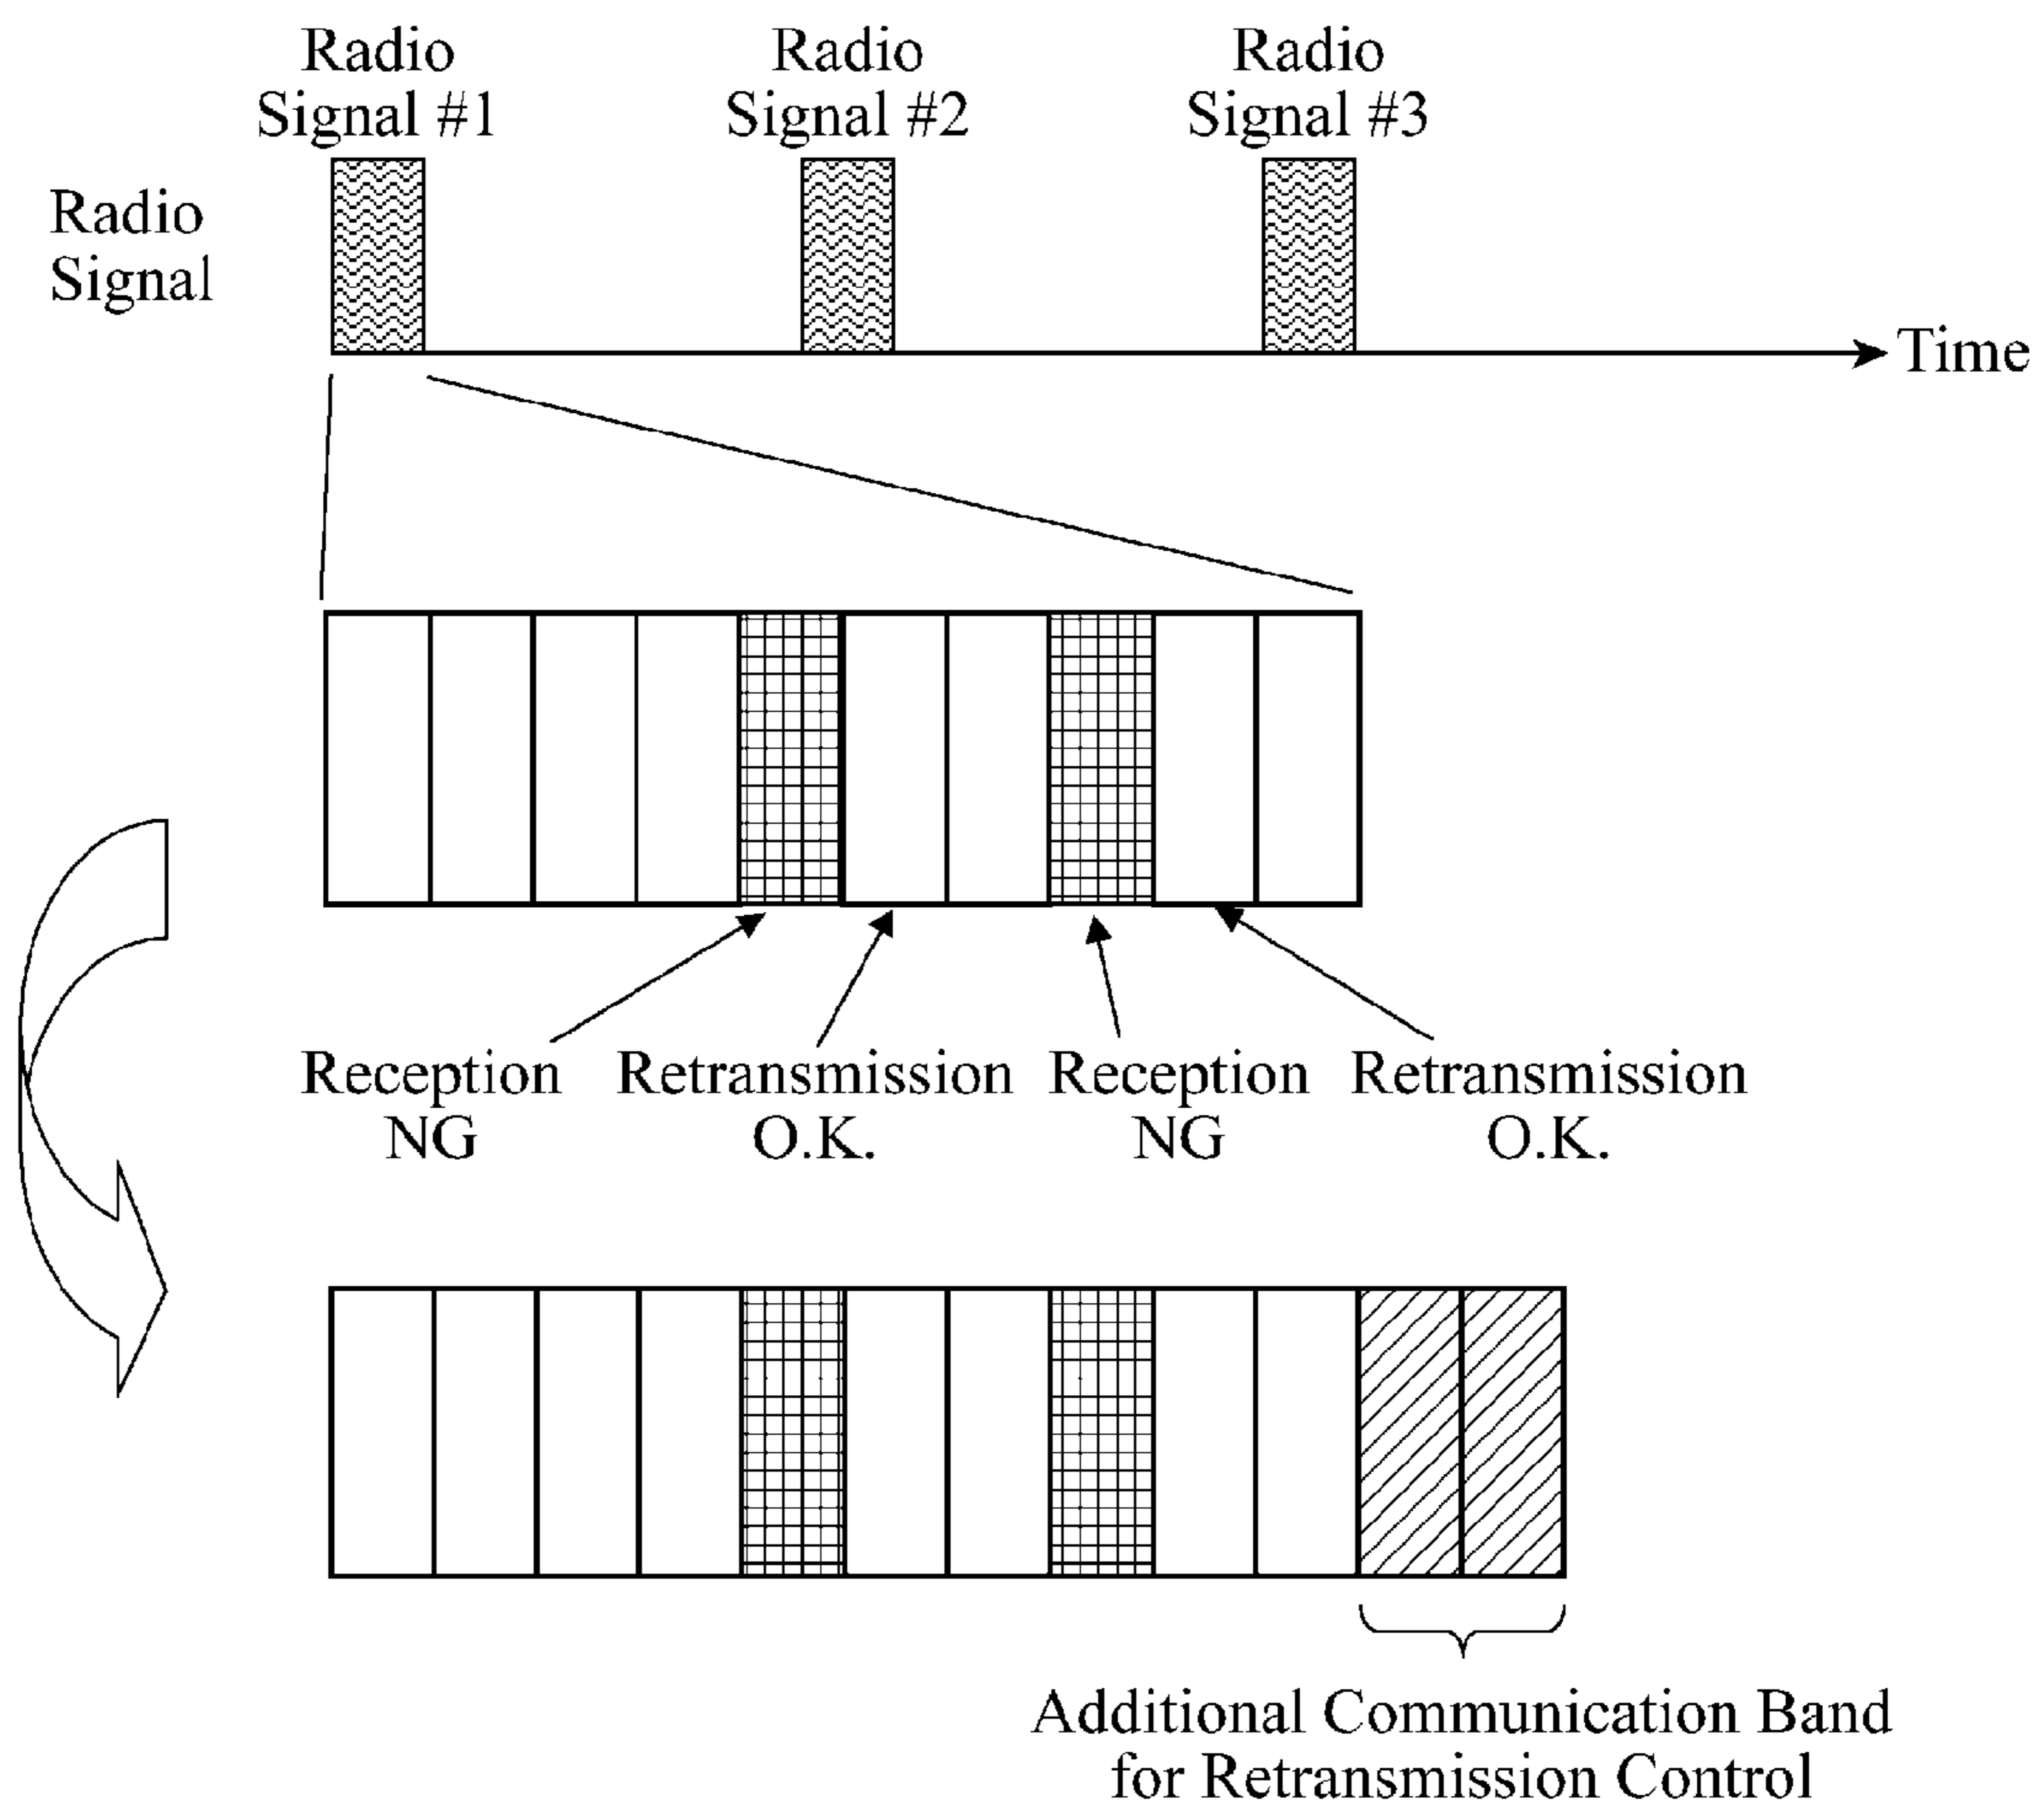 Radio
Signal #1
Radio
Signal #2
Radio
Signal #3
Radio
Signal
Time
Reception
NG
Retransmission
O.K.
Reception
NG
Retransmission
O.K.
Additional Communication Band
for Retransmission Control